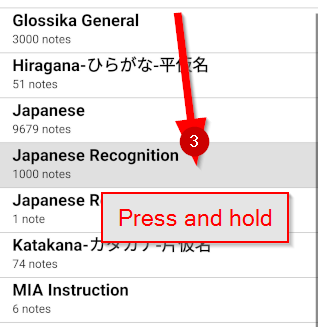 Glossika General
3000 notes
Hiragana-ひらがな-平仮名
51 notes
Japanese
9679 notes
3
Japanese Recognition
1000 notes
Japanese R
1 note
Press and hold
Katakana-カタカナ-片仮名
74 notes
MIA Instruction
6 notes